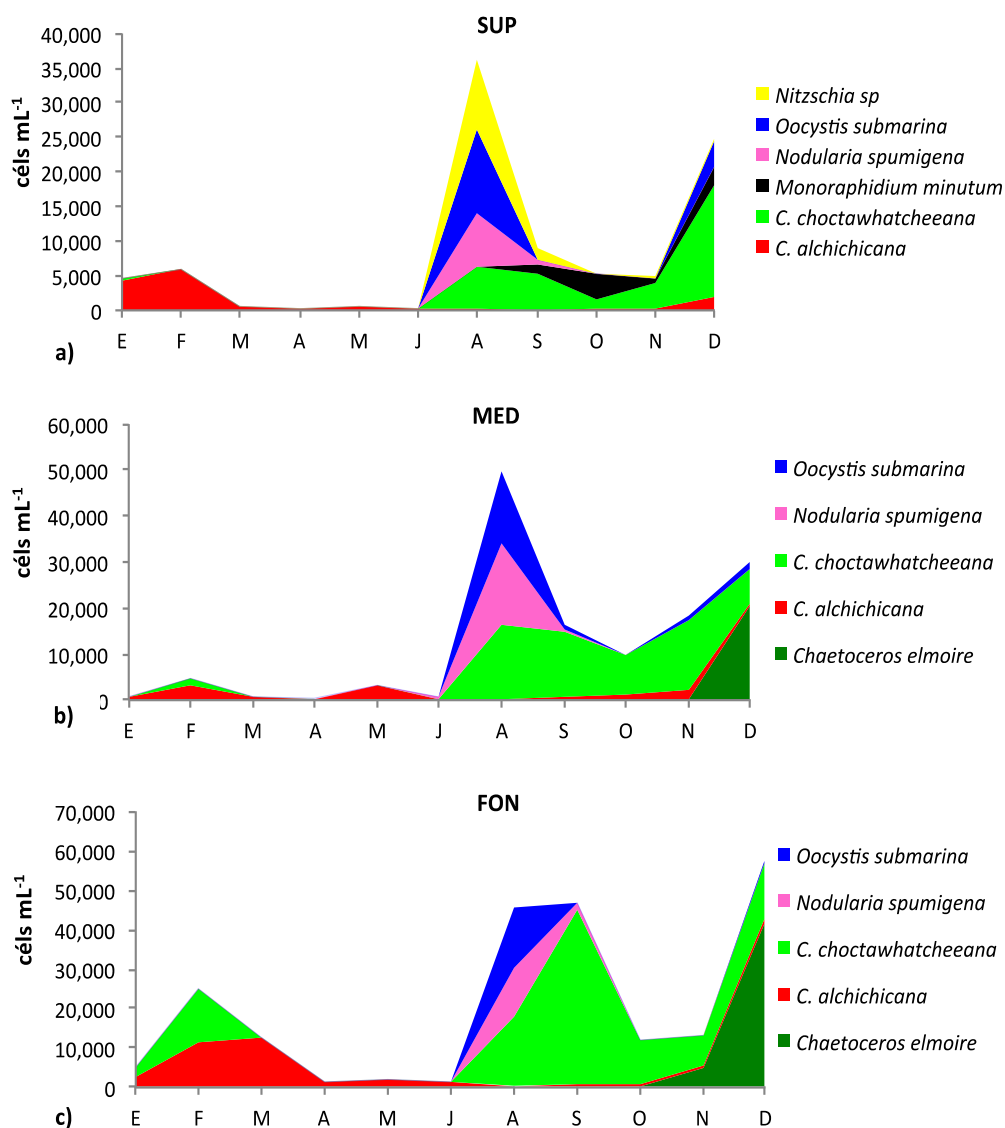 SUP
céls mL-1
40,000
35,000
30,000
25,000
20,000
15,000
10,000
5,000
0
E F M A M J A S O N D
a)
Nitzschia sp
Oocystis submarina
Nodularia spumigena
Monoraphidium minutum
C. choctawhatcheeana
C. alchichicana
MED
céls mL-1
60,000
50,000
40,000
30,000
20,000
10,000
0
E F M A M J A S O N D
b)
Oocystis submarina
Nodularia spumigena
C. choctawhatcheeana
C. alchichicana
Chaetoceros elmoire
FON
céls mL-1
70,000
60,000
50,000
40,000
30,000
20,000
10,000
0
E F M A M J A S O N D
c)
Oocystis submarina
Nodularia spumigena
C. choctawhatcheeana
C. alchichicana
Chaetoceros elmoire